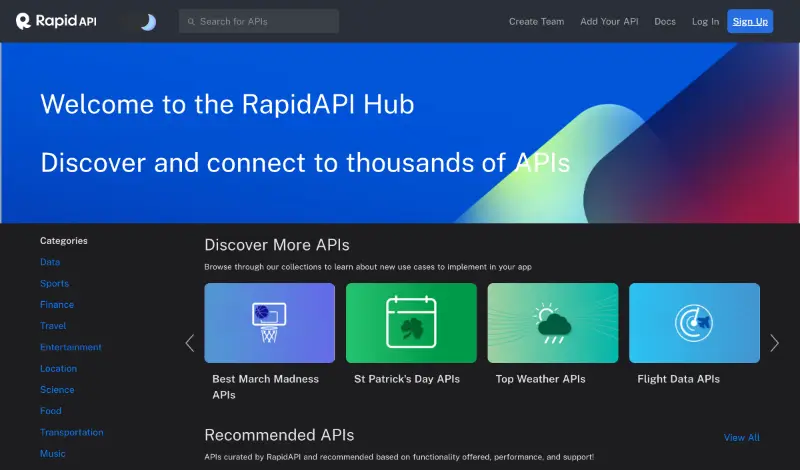 Rapid API
Search for APIs
Create Team
Add Your API
Docs
Log In
Sign Up
Welcome to the RapidAPI Hub
Discover and connect to thousands of APIs
Categories
Data
Sports
Finance
Travel
Entertainment
Location
Science
Food
Transportation
Music
Discover More APIs
Browse through our collections to learn about new use cases to implement in your app
Best March Madness
APIs
St Patrick's Day APIs
Top Weather APIs
Flight Data APIs
Recommended APIs
View All
APIs curated by RapidAPI and recommended based on functionality offered, performance, and support!